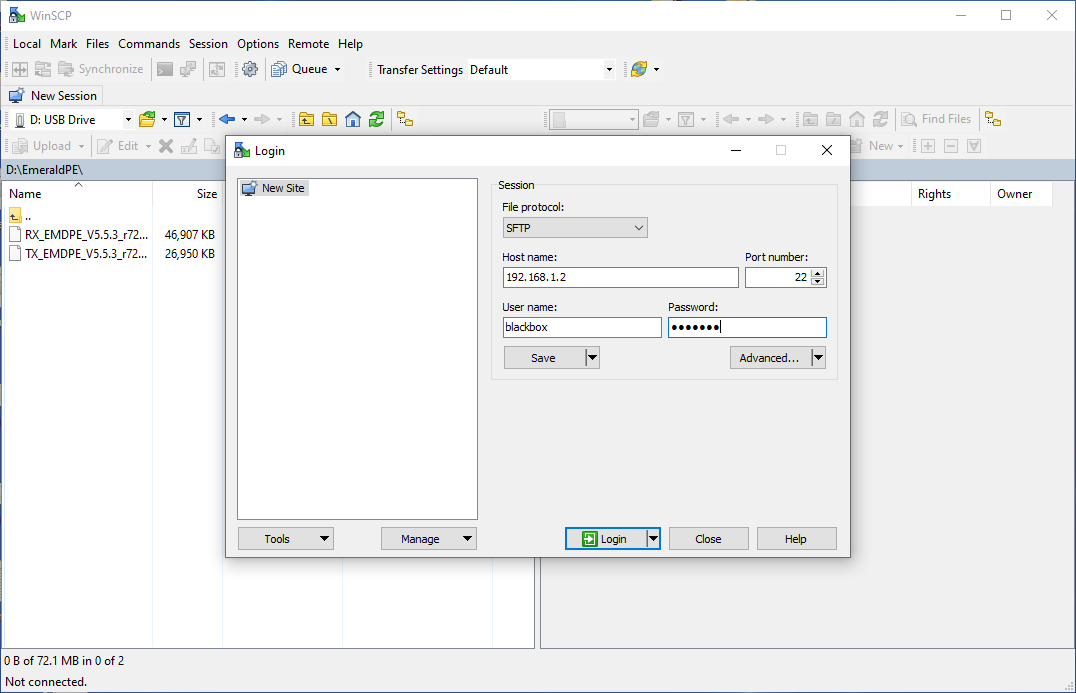 WinSCP
Local Mark Files Commands Session Options Remote Help
Synchronize Queue Transfer Settings Default
New Session
D: USB Drive Find Files
Upload Edit New
D:\EmeraldPE\
Name Size Rights Owner
..
RX_EMDPE_V5.5.3_r72... 46,907 KB
TX_EMDPE_V5.5.3_r72... 26,950 KB
Login
New Site
Session
File protocol:
SFTP
Host name: Port number:
192.168.1.2 22
User name: Password:
blackbox •••••••
Save Advanced...
Tools Manage Login Close Help
0 B of 72.1 MB in 0 of 2
Not connected.